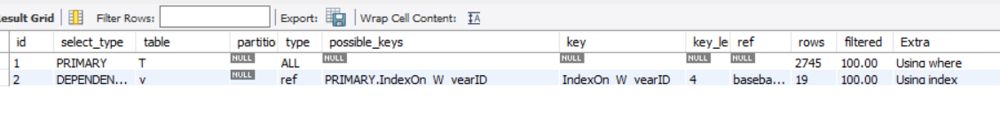 esult Grid Filter Rows: Export: Wrap Cell Content: IA
id select_type table partitio type possible_keys key key_le ref rows filtered Extra
1 PRIMARY T NULL ALL NULL NULL NULL NULL 2745 100.00 Using where
2 DEPENDEN... v NULL ref PRIMARY,IndexOn_W_yearID IndexOn_W_yearID 4 baseba... 19 100.00 Using index